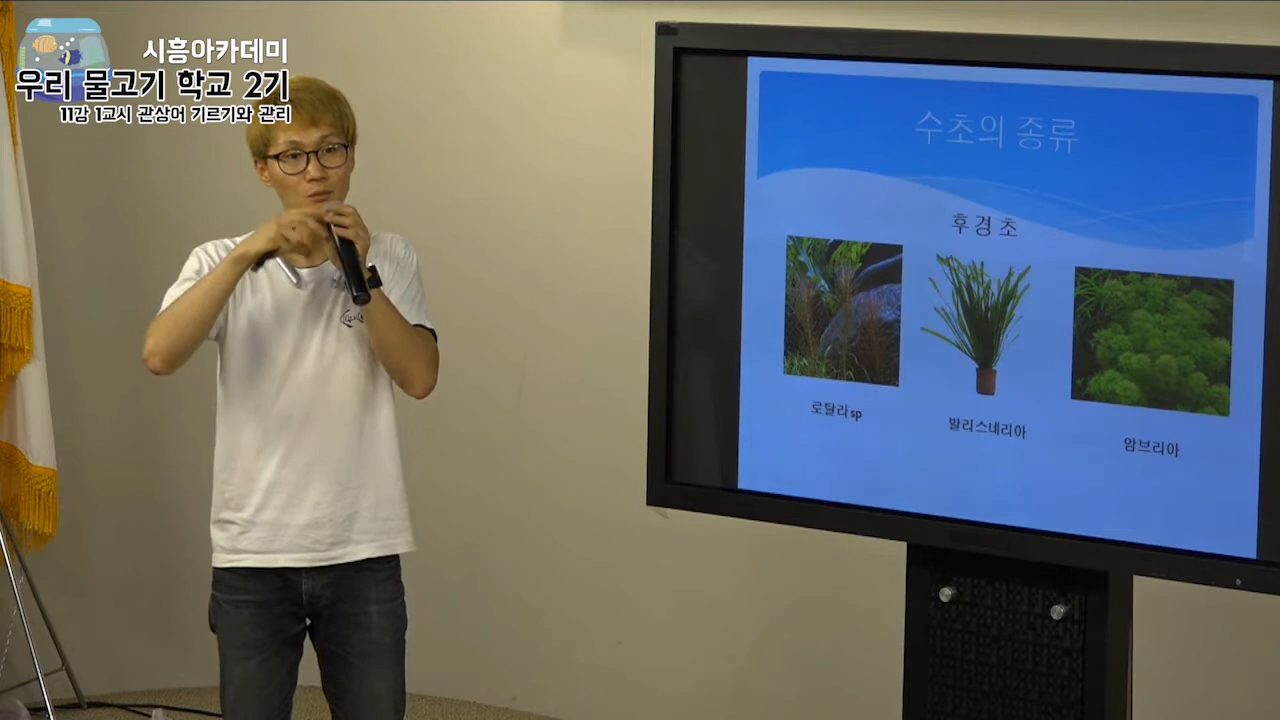 시흥아카데미
우리 물고기 학교 2기
11강 1교시 관상어 기르기와 관리
수초의 종류
후경초
로탈라 sp
발리스네리아
암브리아